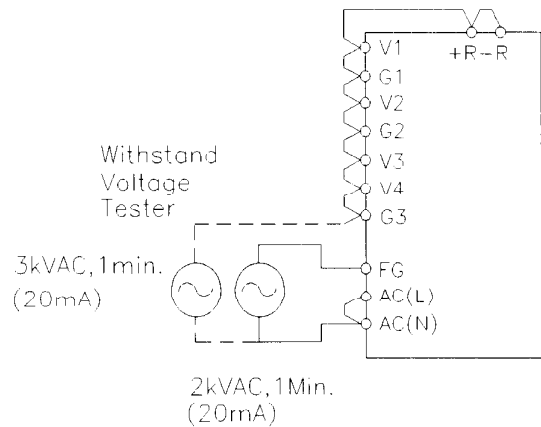 V1
+R-R
G1
V2
G2
V3
V4
G3
Withstand
Voltage
Tester
3kVAC,1min.
(20mA)
FG
AC(L)
AC(N)
2kVAC,1Min.
(20mA)